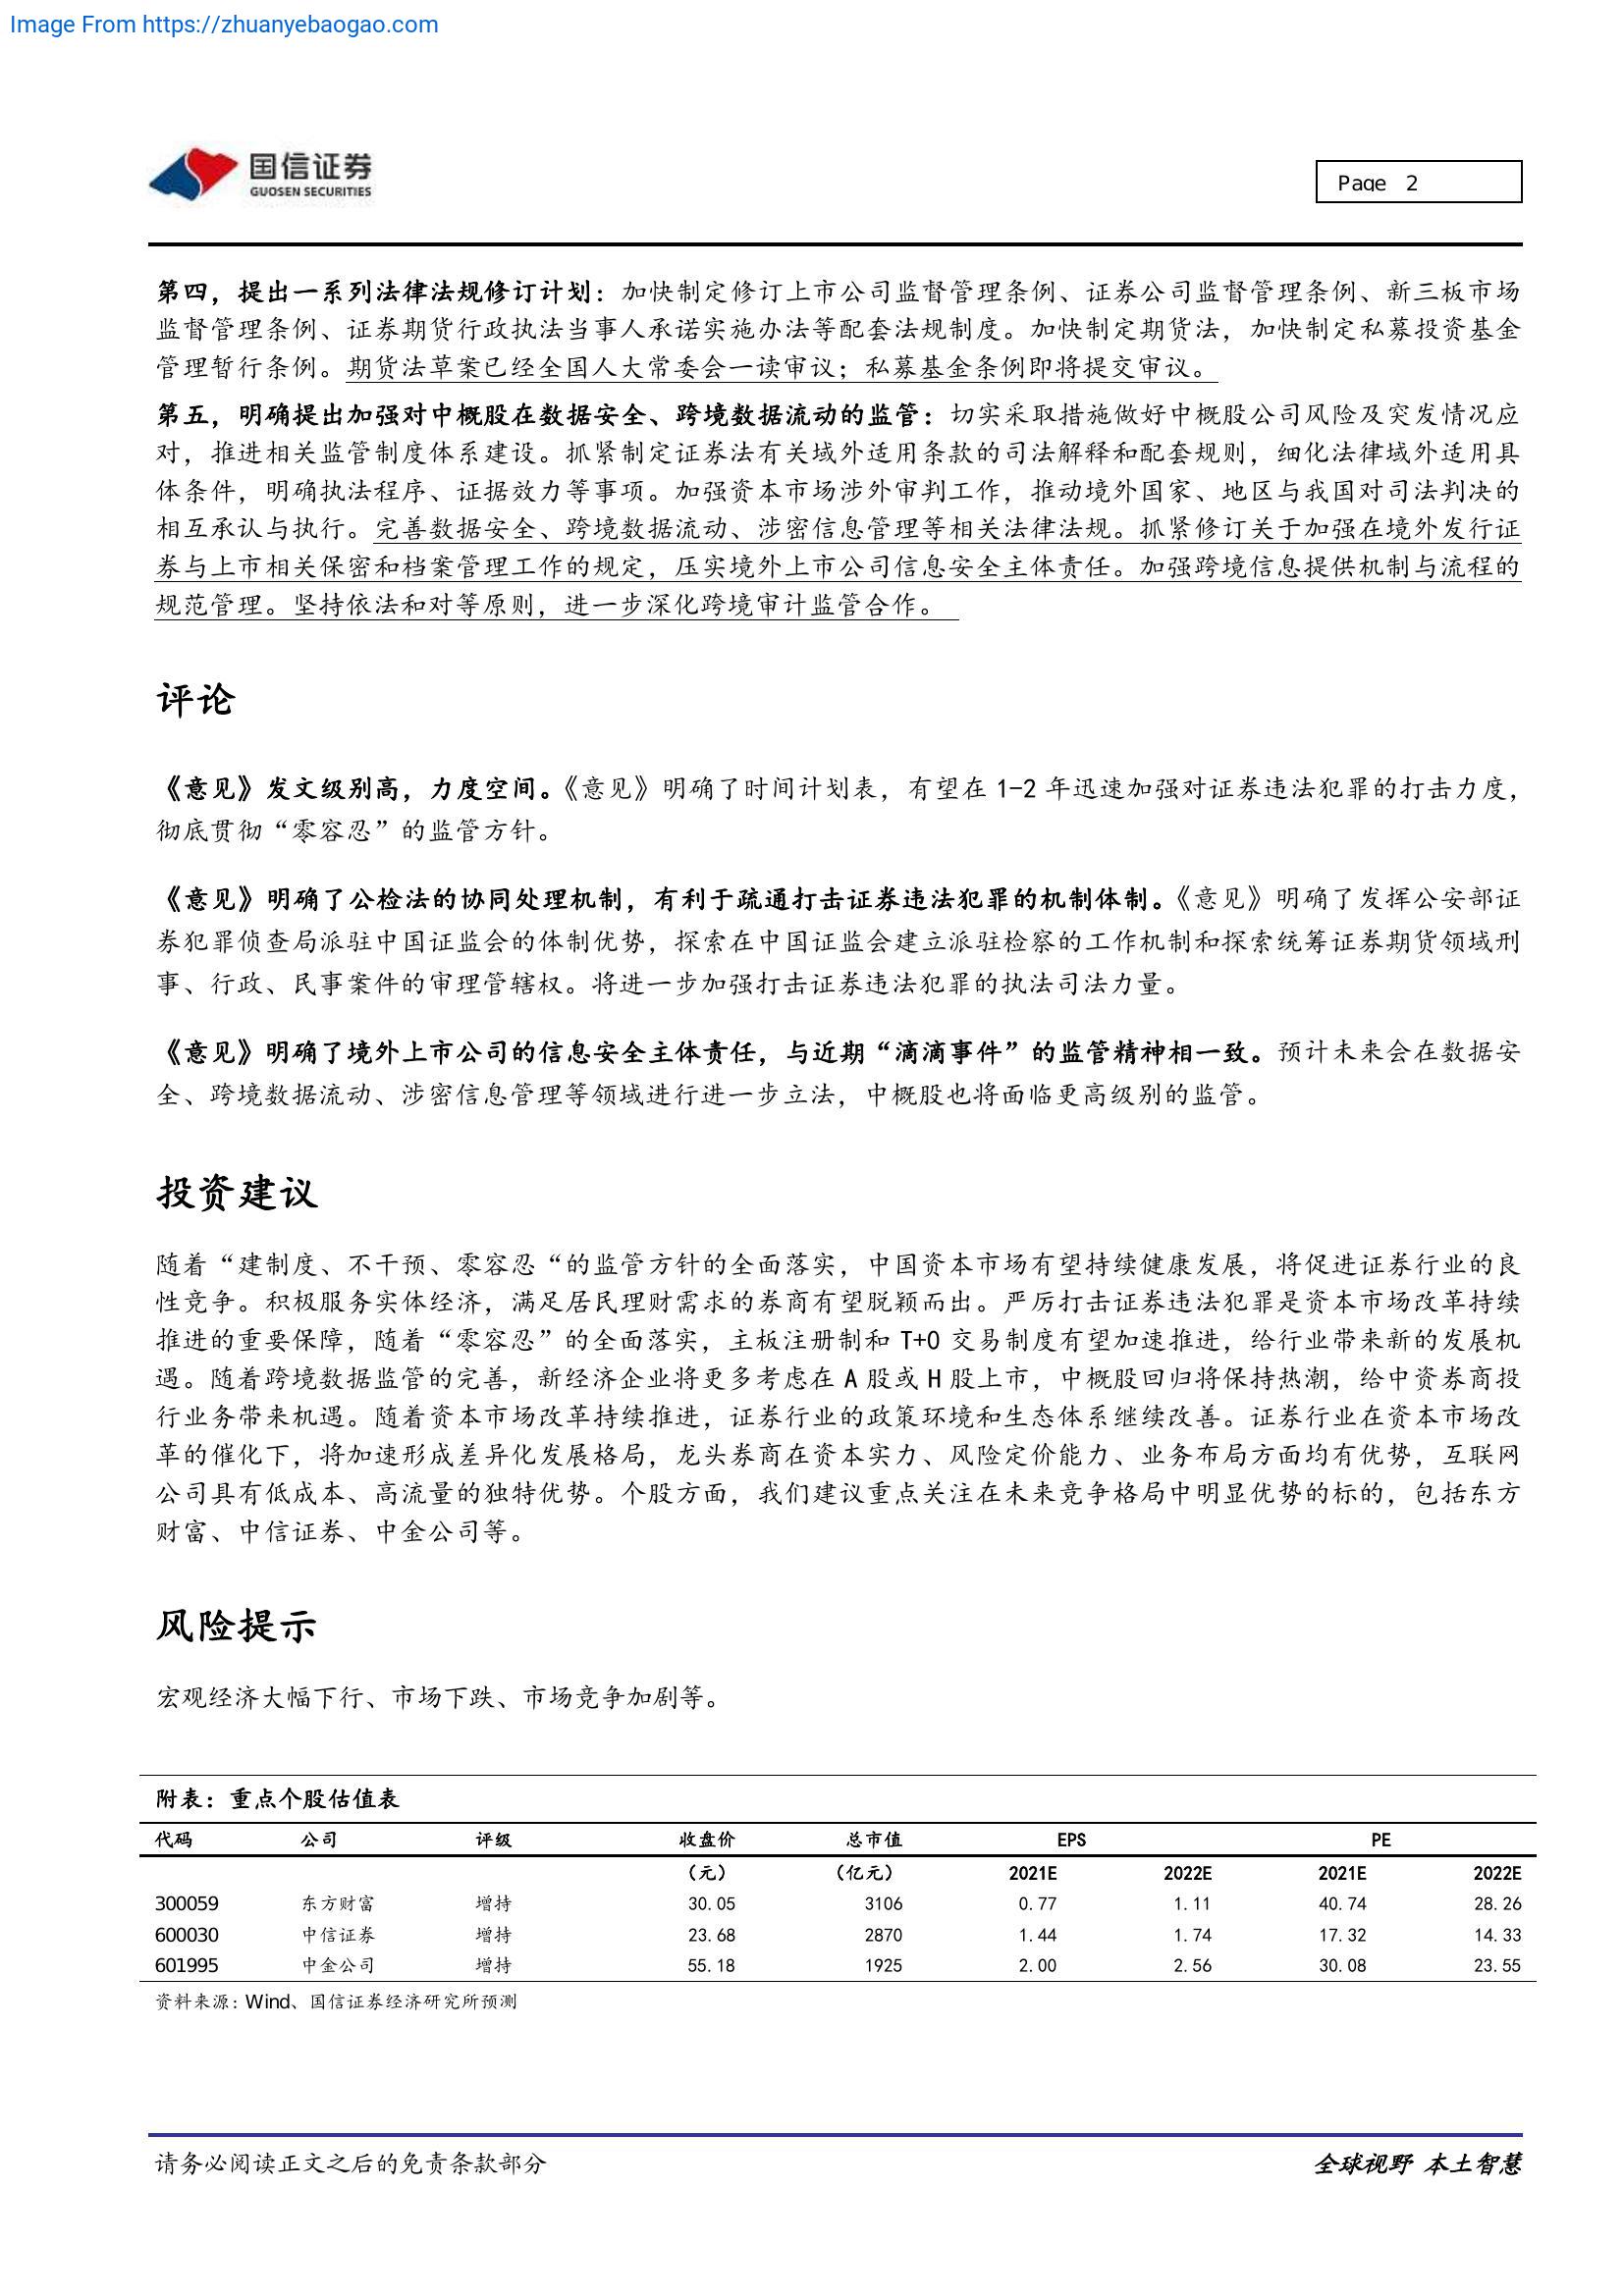 Image From https://zhuanyebaogao.com
国信证券
GUOSEN SECURITIES
Page 2
第四，提出一系列法律法规修订计划：加快制定修订上市公司监督管理条例、证券公司监督管理条例、新三板市场
监督管理条例、证券期货行政执法当事人承诺实施办法等配套法规制度。加快制定期货法，加快制定私募投资基金
管理暂行条例。期货法草案已经全国人大常委会一读审议；私募基金条例即将提交审议。
第五，明确提出加强对中概股在数据安全、跨境数据流动的监管：切实采取措施做好中概股公司风险及突发情况应
对，推进相关监管制度体系建设。抓紧制定证券法有关域外适用条款的司法解释和配套规则，细化法律域外适用具
体条件，明确执法程序、证据效力等事项。加强资本市场涉外审判工作，推动境外国家、地区与我国对司法判决的
相互承认与执行。完善数据安全、跨境数据流动、涉密信息管理等相关法律法规。抓紧修订关于加强在境外发行证
券与上市相关保密和档案管理工作的规定，压实境外上市公司信息安全主体责任。加强跨境信息提供机制与流程的
规范管理。坚持依法和对等原则，进一步深化跨境审计监管合作。
评论
《意见》发文级别高，力度空间。《意见》明确了时间计划表，有望在 1-2 年迅速加强对证券违法犯罪的打击力度，
彻底贯彻“零容忍”的监管方针。
《意见》明确了公检法的协同处理机制，有利于疏通打击证券违法犯罪的机制体制。《意见》明确了发挥公安部证
券犯罪侦查局派驻中国证监会的体制优势，探索在中国证监会建立派驻检察的工作机制和探索统筹证券期货领域刑
事、行政、民事案件的审理管辖权。将进一步加强打击证券违法犯罪的执法司法力量。
《意见》明确了境外上市公司的信息安全主体责任，与近期“滴滴事件”的监管精神相一致。预计未来会在数据安
全、跨境数据流动、涉密信息管理等领域进行进一步立法，中概股也将面临更高级别的监管。
投资建议
随着“建制度、不干预、零容忍“的监管方针的全面落实，中国资本市场有望持续健康发展，将促进证券行业的良
性竞争。积极服务实体经济，满足居民理财需求的券商有望脱颖而出。严厉打击证券违法犯罪是资本市场改革持续
推进的重要保障，随着“零容忍”的全面落实，主板注册制和 T+0 交易制度有望加速推进，给行业带来新的发展机
遇。随着跨境数据监管的完善，新经济企业将更多考虑在 A 股或 H 股上市，中概股回归将保持热潮，给中资券商投
行业务带来机遇。随着资本市场改革持续推进，证券行业的政策环境和生态体系继续改善。证券行业在资本市场改
革的催化下，将加速形成差异化发展格局，龙头券商在资本实力、风险定价能力、业务布局方面均有优势，互联网
公司具有低成本、高流量的独特优势。个股方面，我们建议重点关注在未来竞争格局中明显优势的标的，包括东方
财富、中信证券、中金公司等。
风险提示
宏观经济大幅下行、市场下跌、市场竞争加剧等。
附表：重点个股估值表
代码 公司 评级 收盘价 总市值 EPS PE
（元） （亿元） 2021E 2022E 2021E 2022E
300059 东方财富 增持 30.05 3106 0.77 1.11 40.74 28.26
600030 中信证券 增持 23.68 2870 1.44 1.74 17.32 14.33
601995 中金公司 增持 55.18 1925 2.00 2.56 30.08 23.55
资料来源：Wind、国信证券经济研究所预测
请务必阅读正文之后的免责条款部分 全球视野 本土智慧